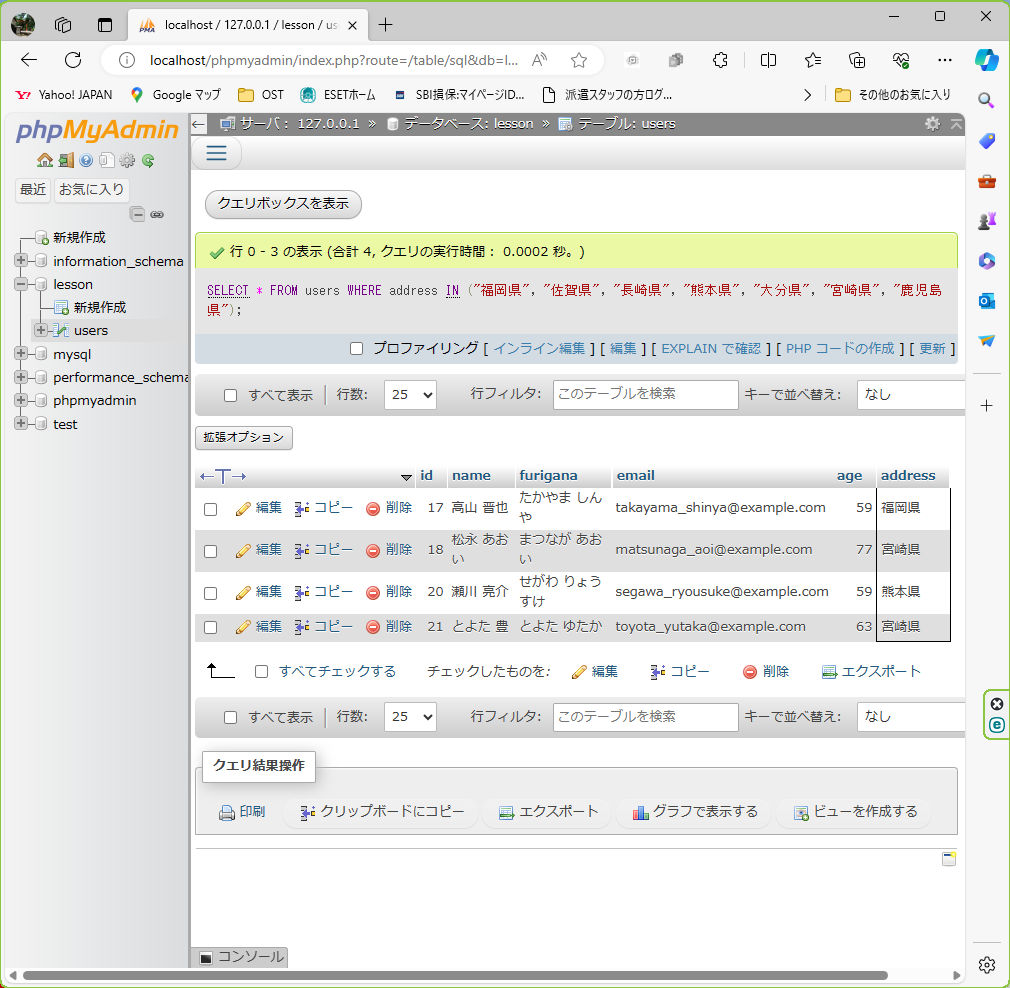 localhost / 127.0.0.1 / lesson / us
localhost/phpmyadmin/index.php?route=/table/sql&db=l...
Yahoo! JAPAN Google マップ OST ESETホーム SBI損保:マイページID... 派遣スタッフの方ログ... その他のお気に入り
phpMyAdmin
最近 お気に入り
新規作成
information_schema
lesson
新規作成
users
mysql
performance_schema
phpmyadmin
test
サーバ: 127.0.0.1 » データベース: lesson » テーブル: users
クエリボックスを表示
行 0 - 3 の表示 (合計 4, クエリの実行時間: 0.0002 秒。)
SELECT * FROM users WHERE address IN ("福岡県", "佐賀県", "長崎県", "熊本県", "大分県", "宮崎県", "鹿児島
県");
プロファイリング [ インライン編集 ] [ 編集 ] [ EXPLAIN で確認 ] [ PHP コードの作成 ] [ 更新 ]
すべて表示 行数: 25 行フィルタ: このテーブルを検索 キーで並べ替え: なし
拡張オプション
←T→ id name furigana email age address
編集 コピー 削除 17 高山 晋也 たかやま しんや takayama_shinya@example.com 59 福岡県
編集 コピー 削除 18 松永 あおい まつなが あおい matsunaga_aoi@example.com 77 宮崎県
編集 コピー 削除 20 瀬川 亮介 せがわ りょうすけ segawa_ryousuke@example.com 59 熊本県
編集 コピー 削除 21 とよた 豊 とよた ゆたか toyota_yutaka@example.com 63 宮崎県
すべてチェックする チェックしたものを: 編集 コピー 削除 エクスポート
すべて表示 行数: 25 行フィルタ: このテーブルを検索 キーで並べ替え: なし
クエリ結果操作
印刷 クリップボードにコピー エクスポート グラフで表示する ビューを作成する
コンソール